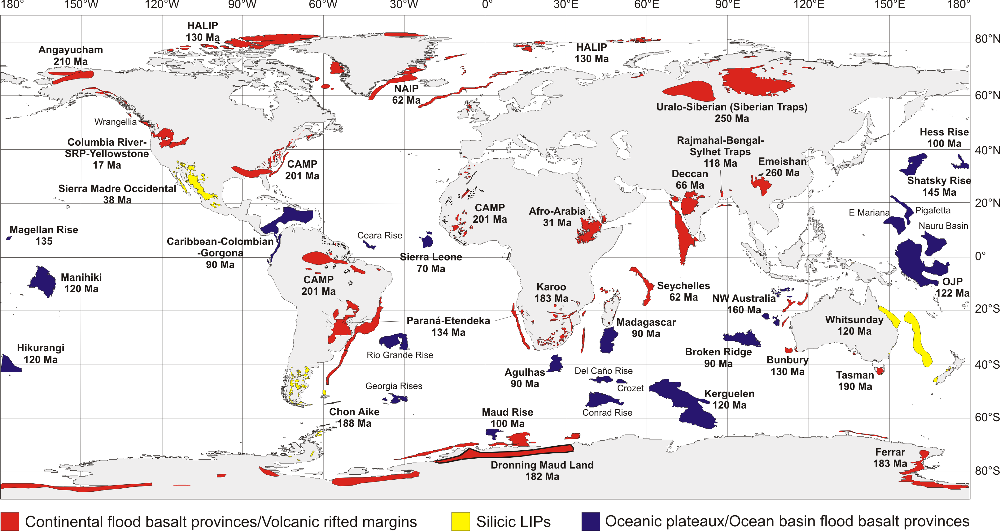 180° 150°W 120°W 90°W 60°W 30°W 0° 30°E 60°E 90°E 120°E 150°E 180°
HALIP
130 Ma
Angayucham
210 Ma
HALIP
130 Ma
80°N
NAIP
62 Ma
60°N
Uralo-Siberian (Siberian Traps)
250 Ma
Wrangellia
Columbia River-
SRP-Yellowstone
17 Ma
Hess Rise
100 Ma
Rajmahal-Bengal-
Sylhet Traps
118 Ma
40°N
CAMP
201 Ma
Emeishan
260 Ma
Deccan
66 Ma
Shatsky Rise
145 Ma
Sierra Madre Occidental
38 Ma
20°N
CAMP
201 Ma
Afro-Arabia
31 Ma
E Mariana
Pigafetta
Nauru Basin
Magellan Rise
135
Caribbean-Colombian
-Gorgona
90 Ma
Ceara Rise
Sierra Leone
70 Ma
0°
Manihiki
120 Ma
CAMP
201 Ma
Karoo
183 Ma
Seychelles
62 Ma
OJP
122 Ma
NW Australia
160 Ma
20°S
Paraná-Etendeka
134 Ma
Madagascar
90 Ma
Whitsunday
120 Ma
Hikurangi
120 Ma
Rio Grande Rise
Broken Ridge
90 Ma
Bunbury
130 Ma
40°S
Agulhas
90 Ma
Del Caño Rise
Crozet
Tasman
190 Ma
Georgia Rises
Kerguelen
120 Ma
Chon Aike
188 Ma
Maud Rise
100 Ma
Conrad Rise
60°S
Dronning Maud Land
182 Ma
Ferrar
183 Ma
80°S
Continental flood basalt provinces/Volcanic rifted margins
Silicic LIPs
Oceanic plateaux/Ocean basin flood basalt provinces